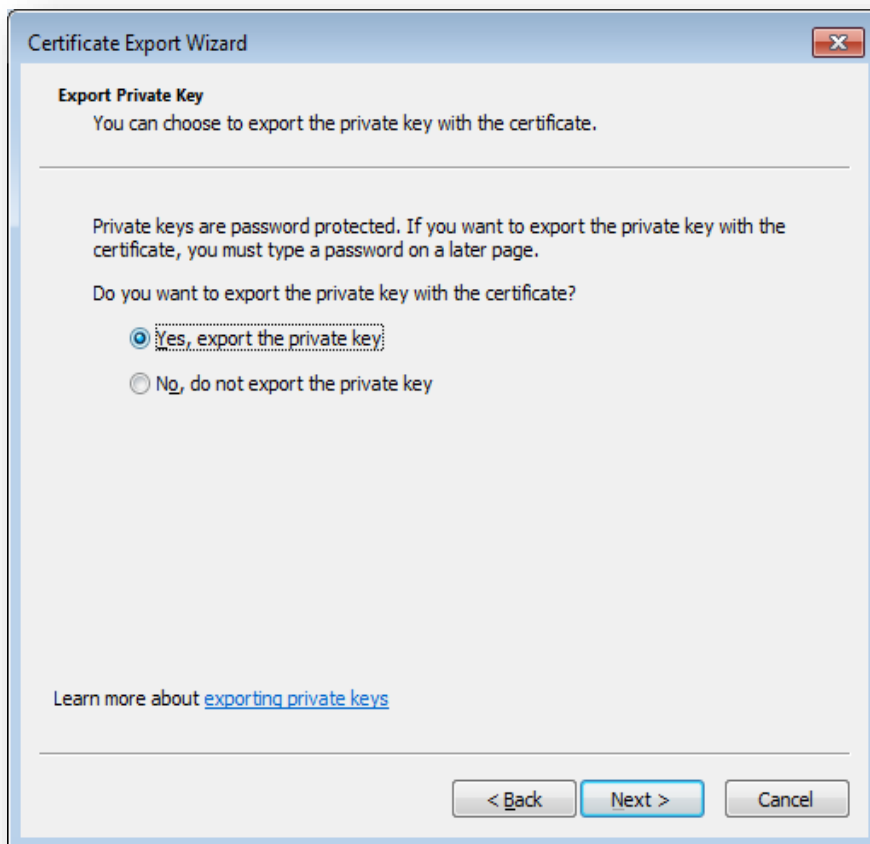 Certificate Export Wizard
Export Private Key
You can choose to export the private key with the certificate.
Private keys are password protected. If you want to export the private key with the
certificate, you must type a password on a later page.
Do you want to export the private key with the certificate?
Yes, export the private key
No, do not export the private key
Learn more about exporting private keys
< Back Next > Cancel